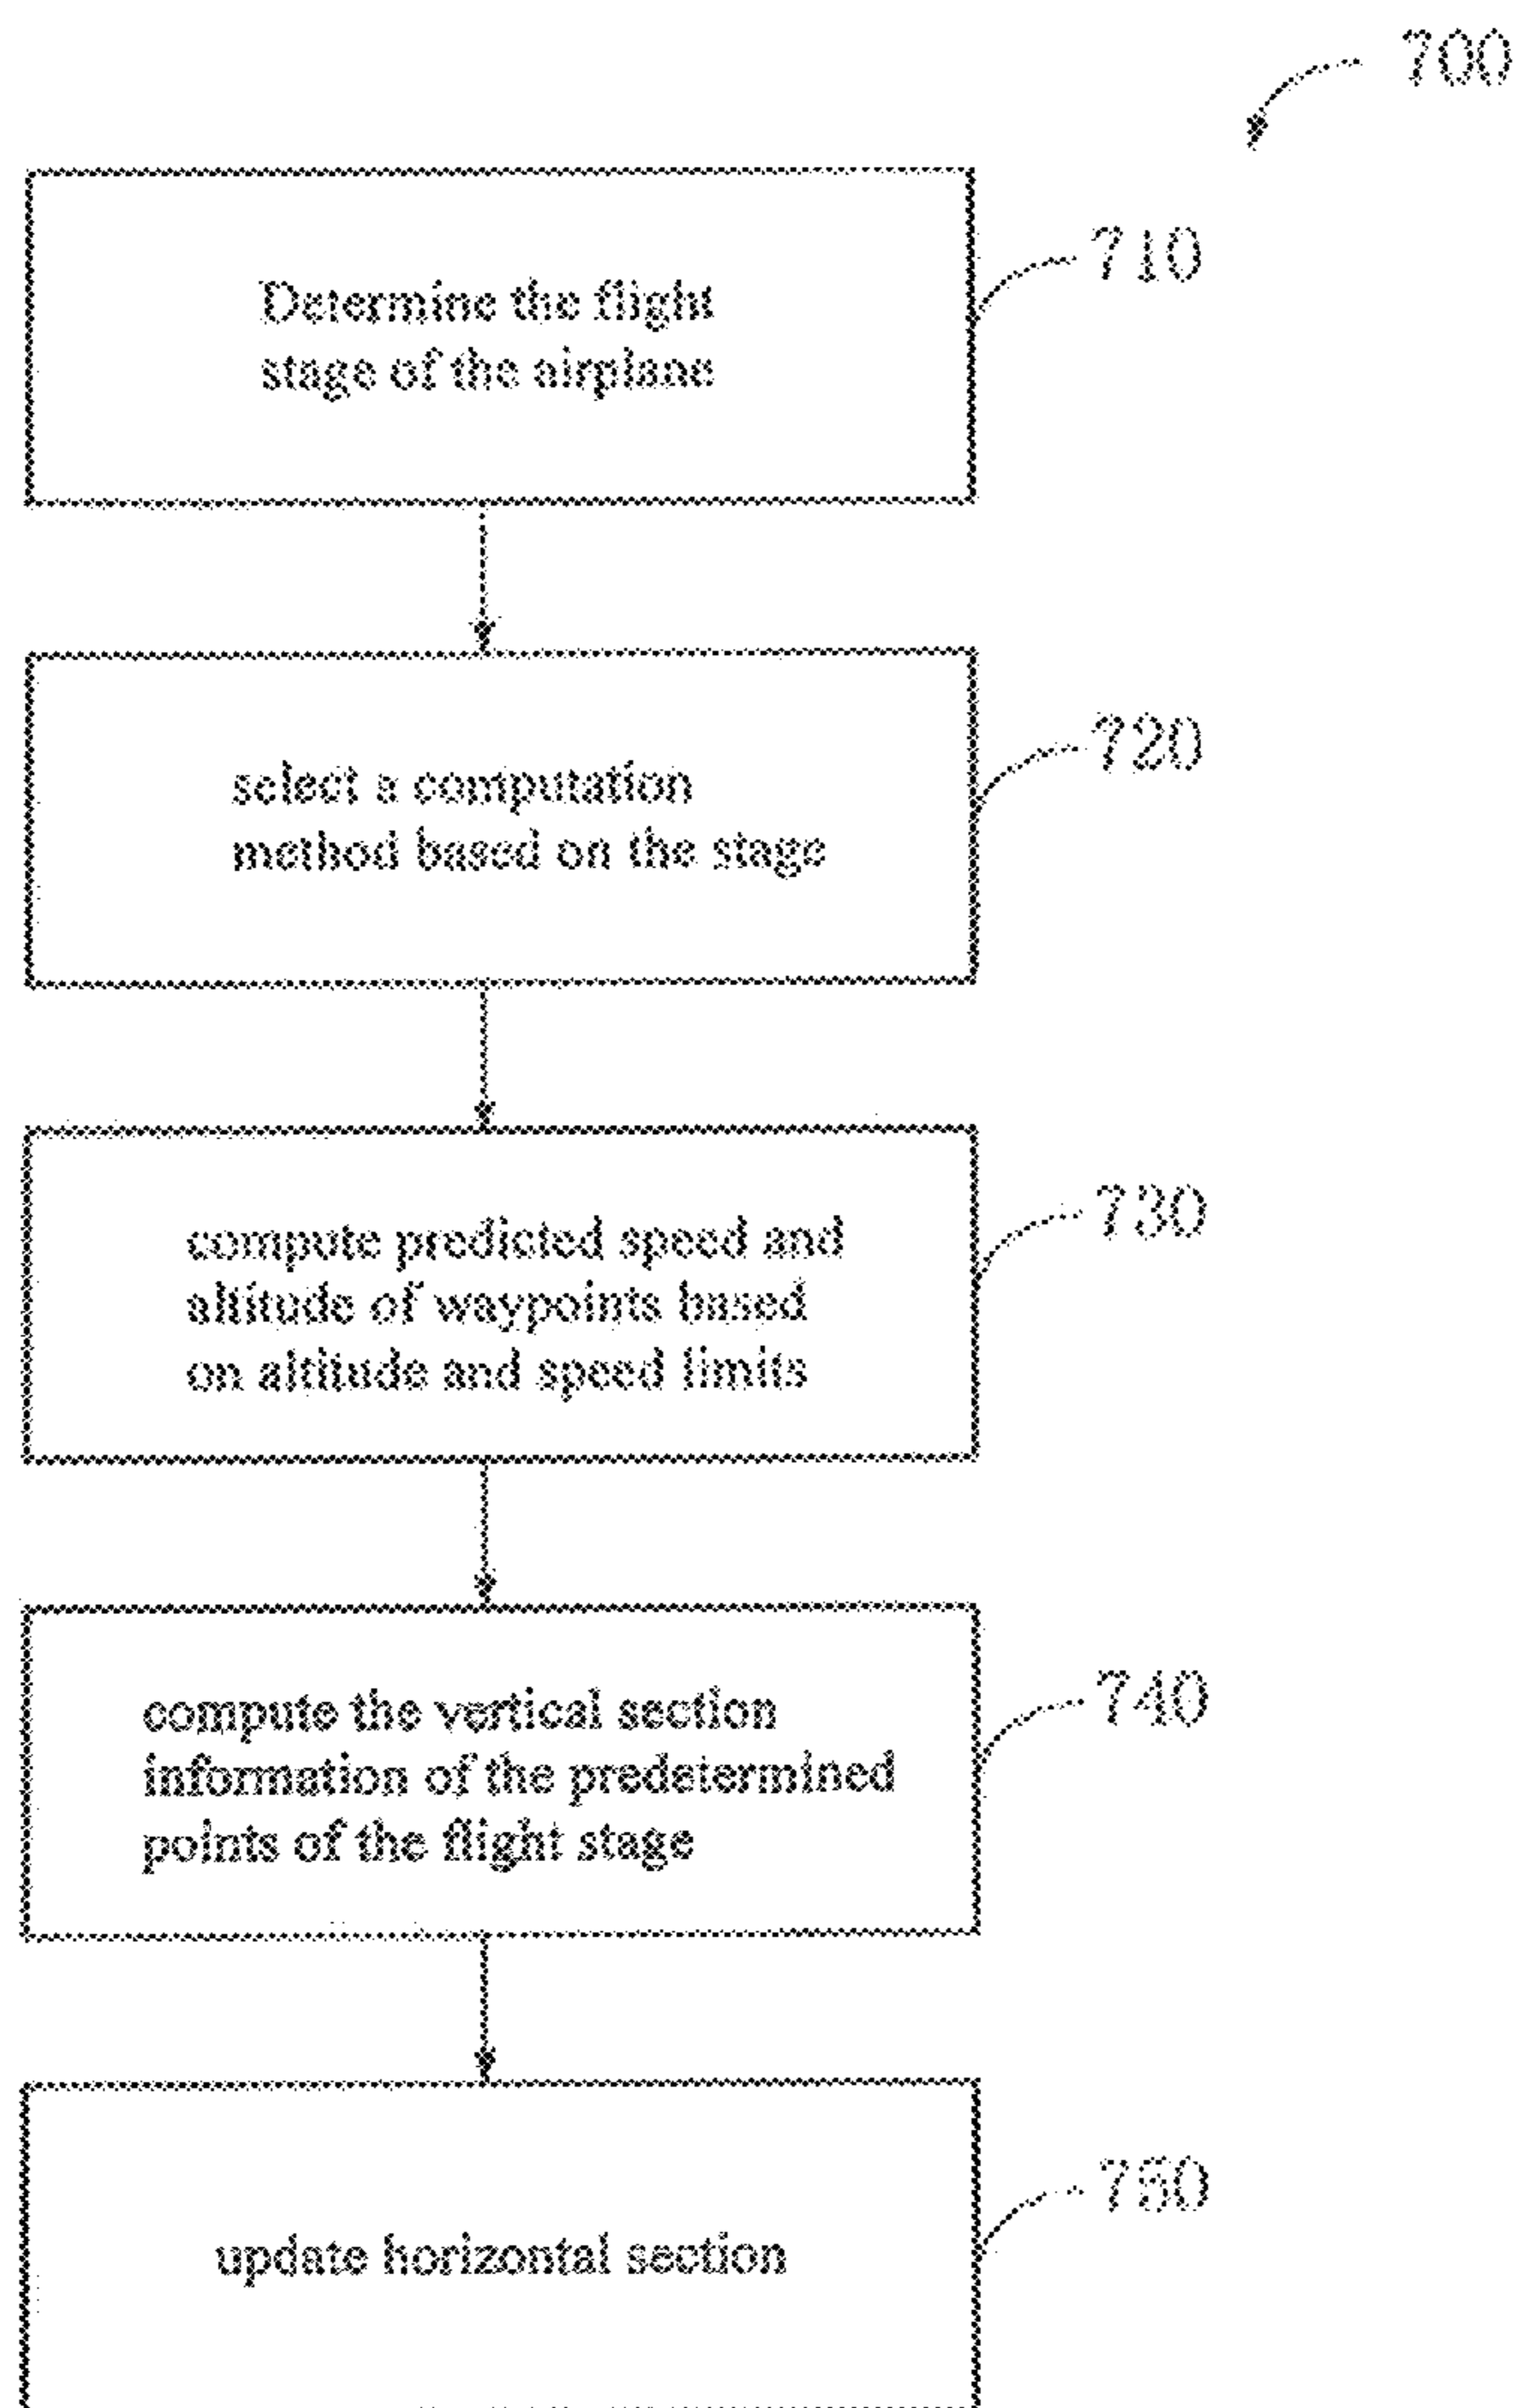 700
Determine the flight
stage of the airplane
710
select a computation
method based on the stage
720
compute predicted speed and
altitude of waypoints based
on altitude and speed limits
730
compute the vertical section
information of the predetermined
points of the flight stage
740
update horizontal section
750